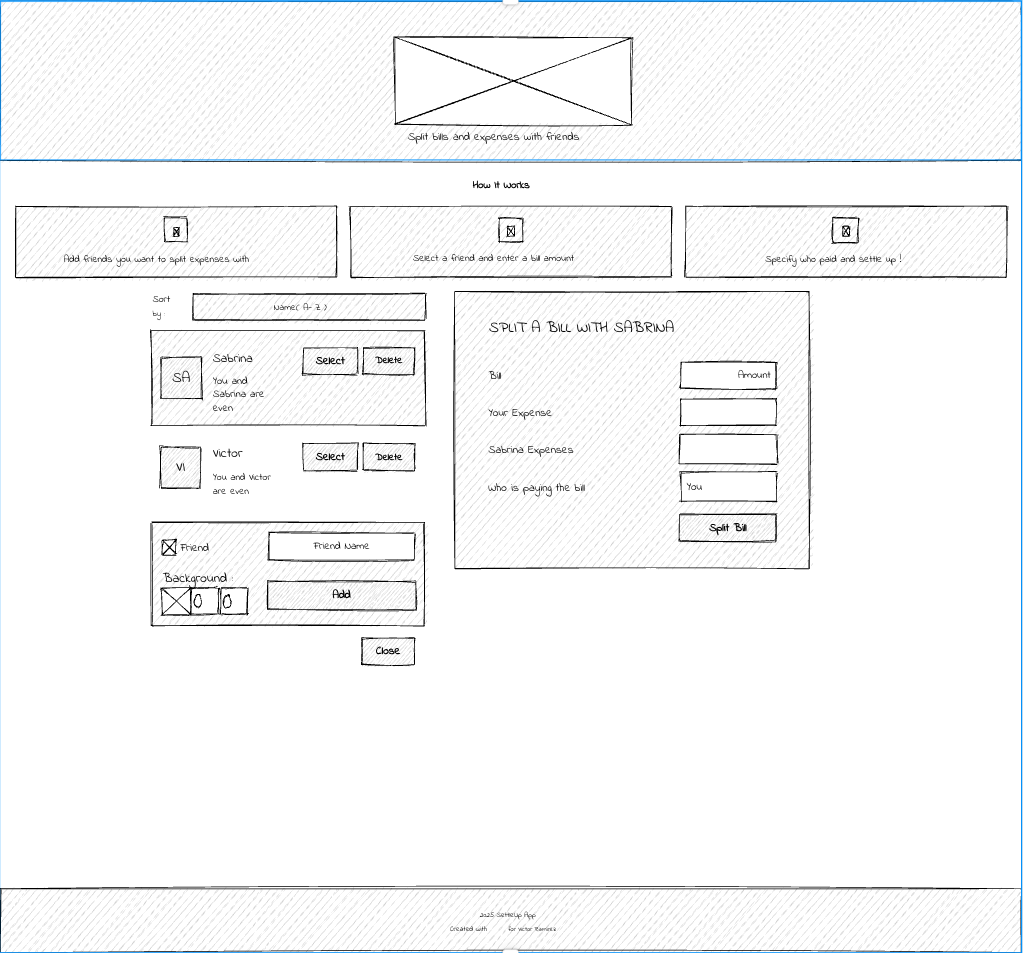 Split bills and expenses with friends
How it works
Add friends you want to split expenses with
Select a friend and enter a bill amount
Specify who paid and settle up !
Sort
by
Name( A- Z )
SA
Sabrina
You and
Sabrina are
even
Select
Delete
VI
Victor
You and Victor
are even
Select
Delete
Friend
Friend Name
Background
Add
Close
SPLIT A BILL WITH SABRINA
Bill
Amount
Your Expense
Sabrina Expenses
Who is paying the bill
You
Split Bill
2025 SettleUp App
Created with for Victor